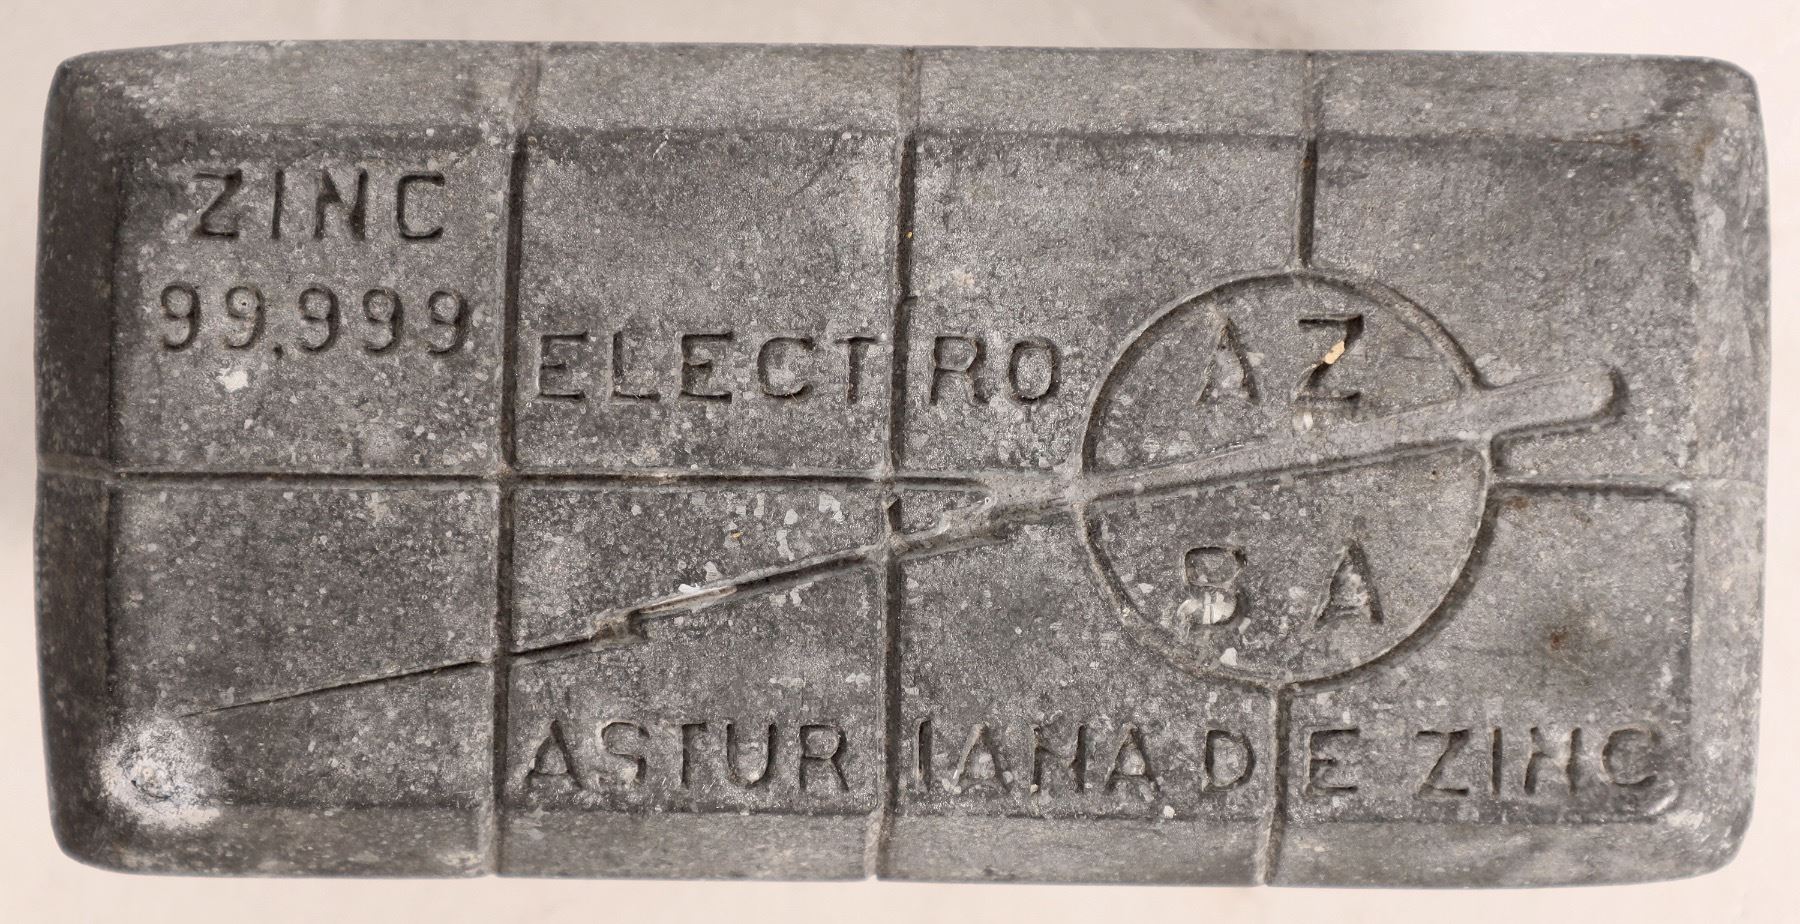 ZINC
99.999
ELECTRO
AZ
SA
ASTURIANA DE ZINC